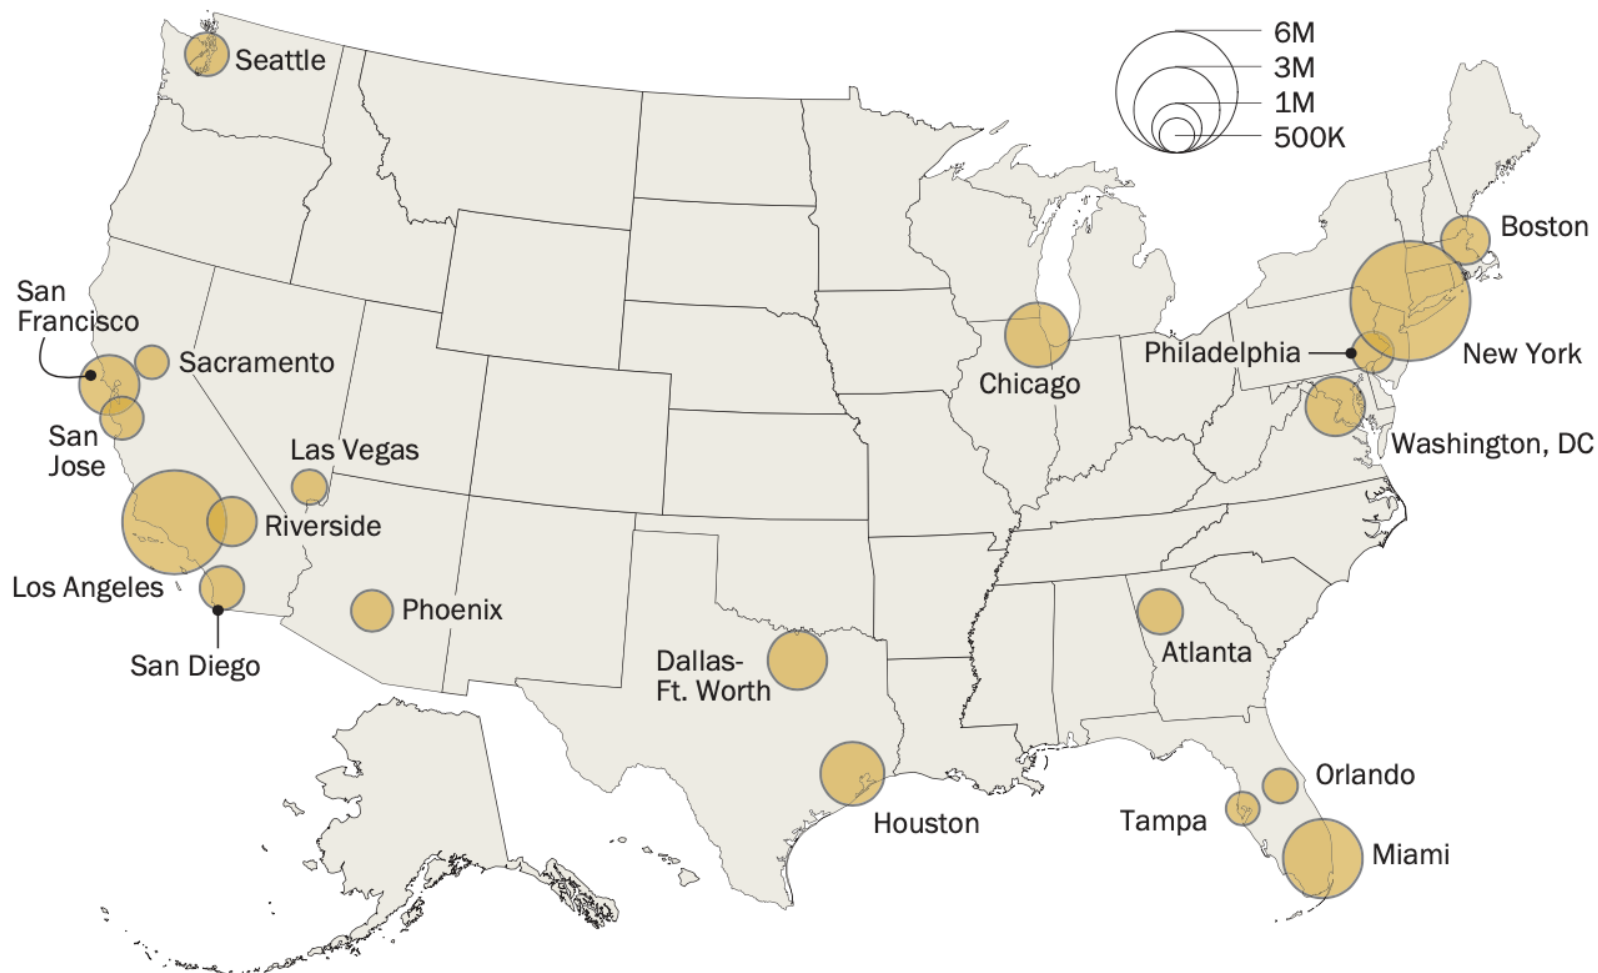 6M
3M
1M
500K
Seattle
Boston
San
Francisco
Sacramento
Philadelphia
New York
Chicago
San
Jose
Las Vegas
Washington, DC
Riverside
Los Angeles
Phoenix
San Diego
Dallas-
Ft. Worth
Atlanta
Houston
Orlando
Tampa
Miami